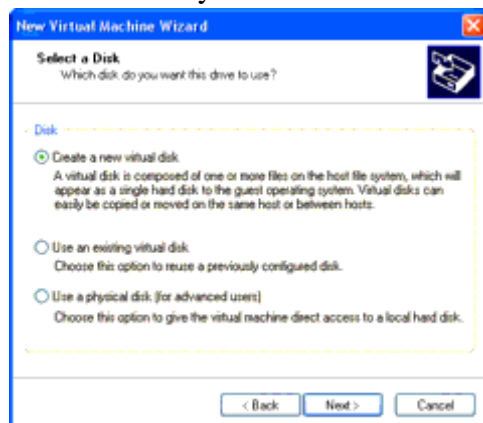 New Virtual Machine Wizard
Select a Disk
Which disk do you want this drive to use?
Disk
Create a new virtual disk
A virtual disk is composed of one or more files on the host file system, which will
appear as a single hard disk to the guest operating system. Virtual disks can
easily be copied or moved on the same host or between hosts.
Use an existing virtual disk
Choose this option to reuse a previously configured disk.
Use a physical disk (for advanced users)
Choose this option to give the virtual machine direct access to a local hard disk.
< Back
Next >
Cancel